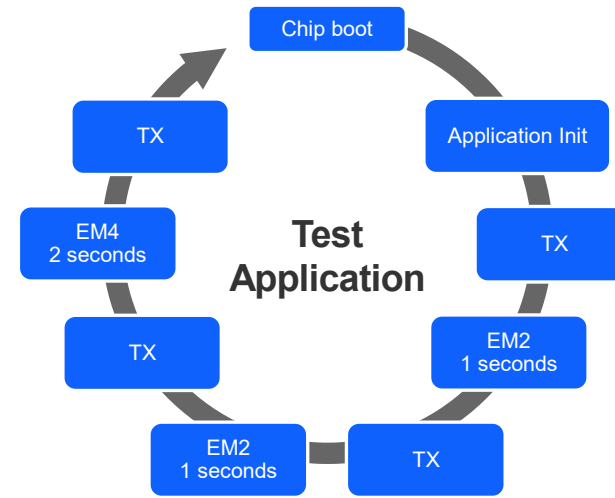 Chip boot
Application Init
TX
EM2
1 seconds
TX
EM2
1 seconds
TX
EM4
2 seconds
TX
Test
Application